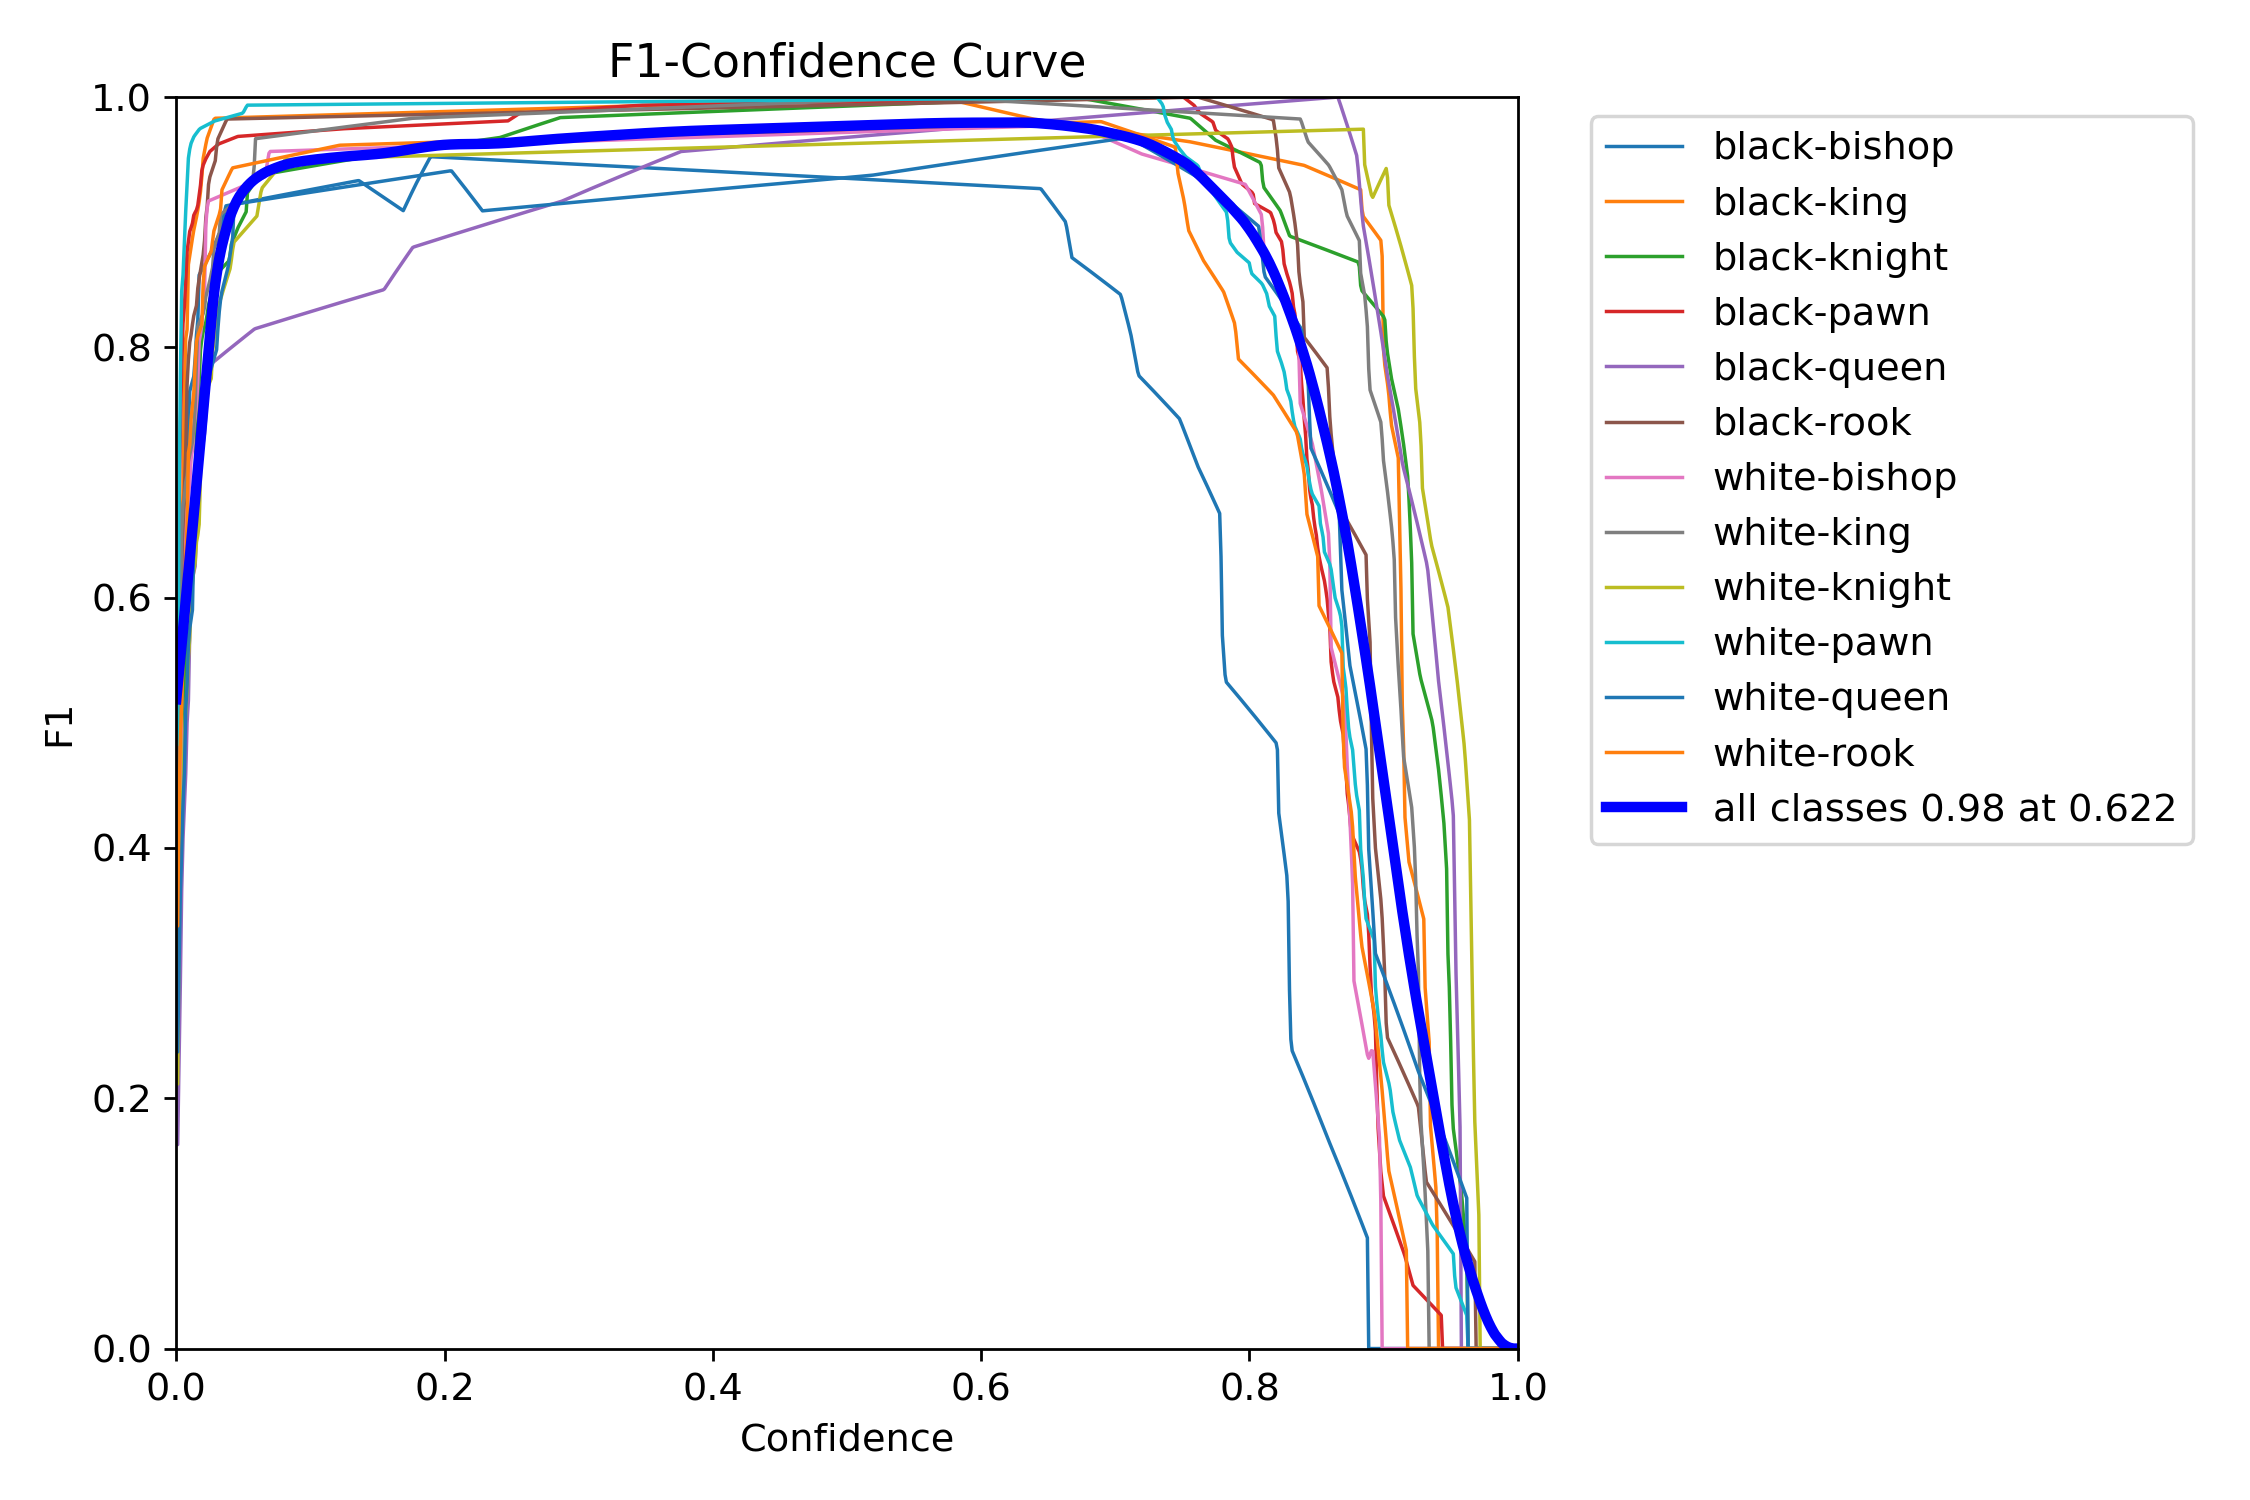 F1-Confidence Curve
1.0
0.8
0.6
0.4
0.2
0.0
F1
0.0 0.2 0.4 0.6 0.8 1.0
Confidence
black-bishop
black-king
black-knight
black-pawn
black-queen
black-rook
white-bishop
white-king
white-knight
white-pawn
white-queen
white-rook
all classes 0.98 at 0.622